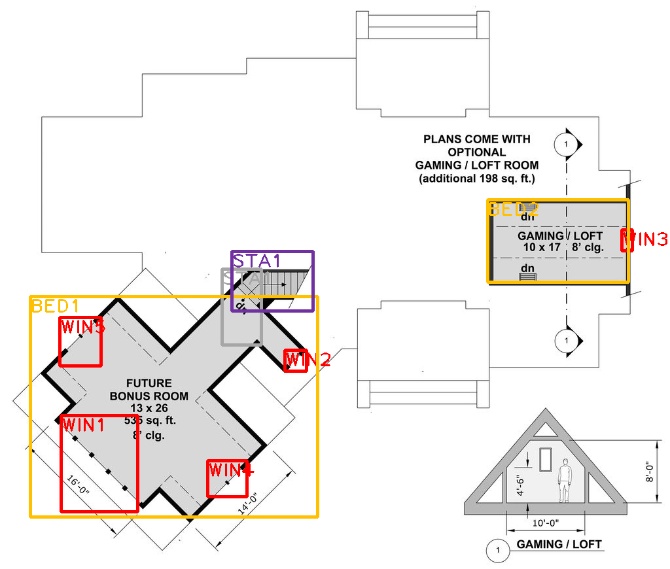 PLANS COME WITH
OPTIONAL
GAMING / LOFT ROOM
(additional 198 sq. ft.)
1
BED2
dn
GAMING / LOFT
10 x 17 8' clg.
WIN3
dn
1
STA1
STA
BED1
WIN5
WIN2
FUTURE
BONUS ROOM
13 x 26
535 sq. ft.
8' clg.
WIN1
WIN4
16'-0"
14'-0"
4'-6"
8'-0"
10'-0"
1 GAMING / LOFT